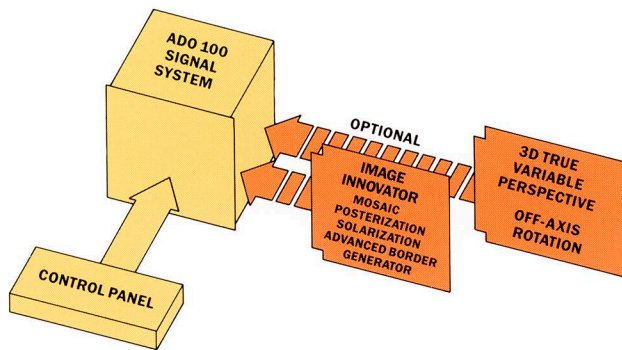 ADO 100
SIGNAL
SYSTEM
OPTIONAL
IMAGE
INNOVATOR
MOSAIC
POSTERIZATION
SOLARIZATION
ADVANCED BORDER
GENERATOR
3D TRUE
VARIABLE
PERSPECTIVE
OFF-AXIS
ROTATION
CONTROL PANEL